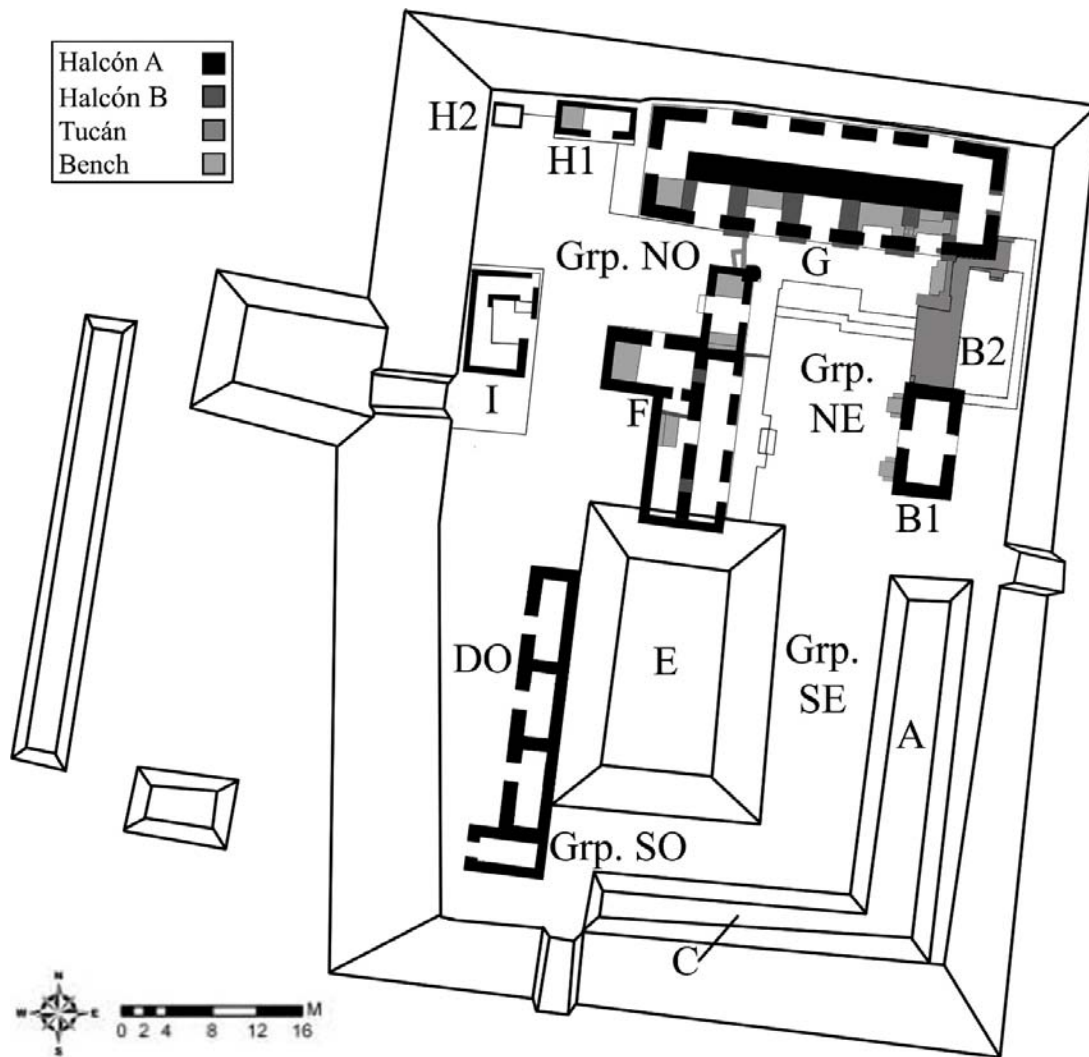 Halcón A
Halcón B
Tucán
Bench
H2
H1
Grp. NO
G
B2
I
F
Grp.
NE
B1
DO
E
Grp.
SE
A
Grp. SO
C
N
W E
S
M
0 2 4 8 12 16